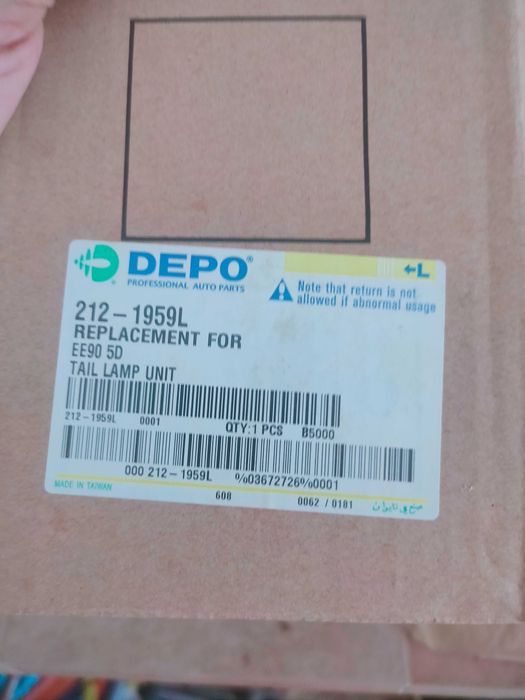 DEPO®
PROFESSIONAL AUTO PARTS
←L
Note that return is not
allowed if abnormal usage
212-1959L
REPLACEMENT FOR
EE90 5D
TAIL LAMP UNIT
212-1959L 0001 QTY:1 PCS B5000
000 212-1959L %03672726%0001
MADE IN TAIWAN 608 0062 / 0181